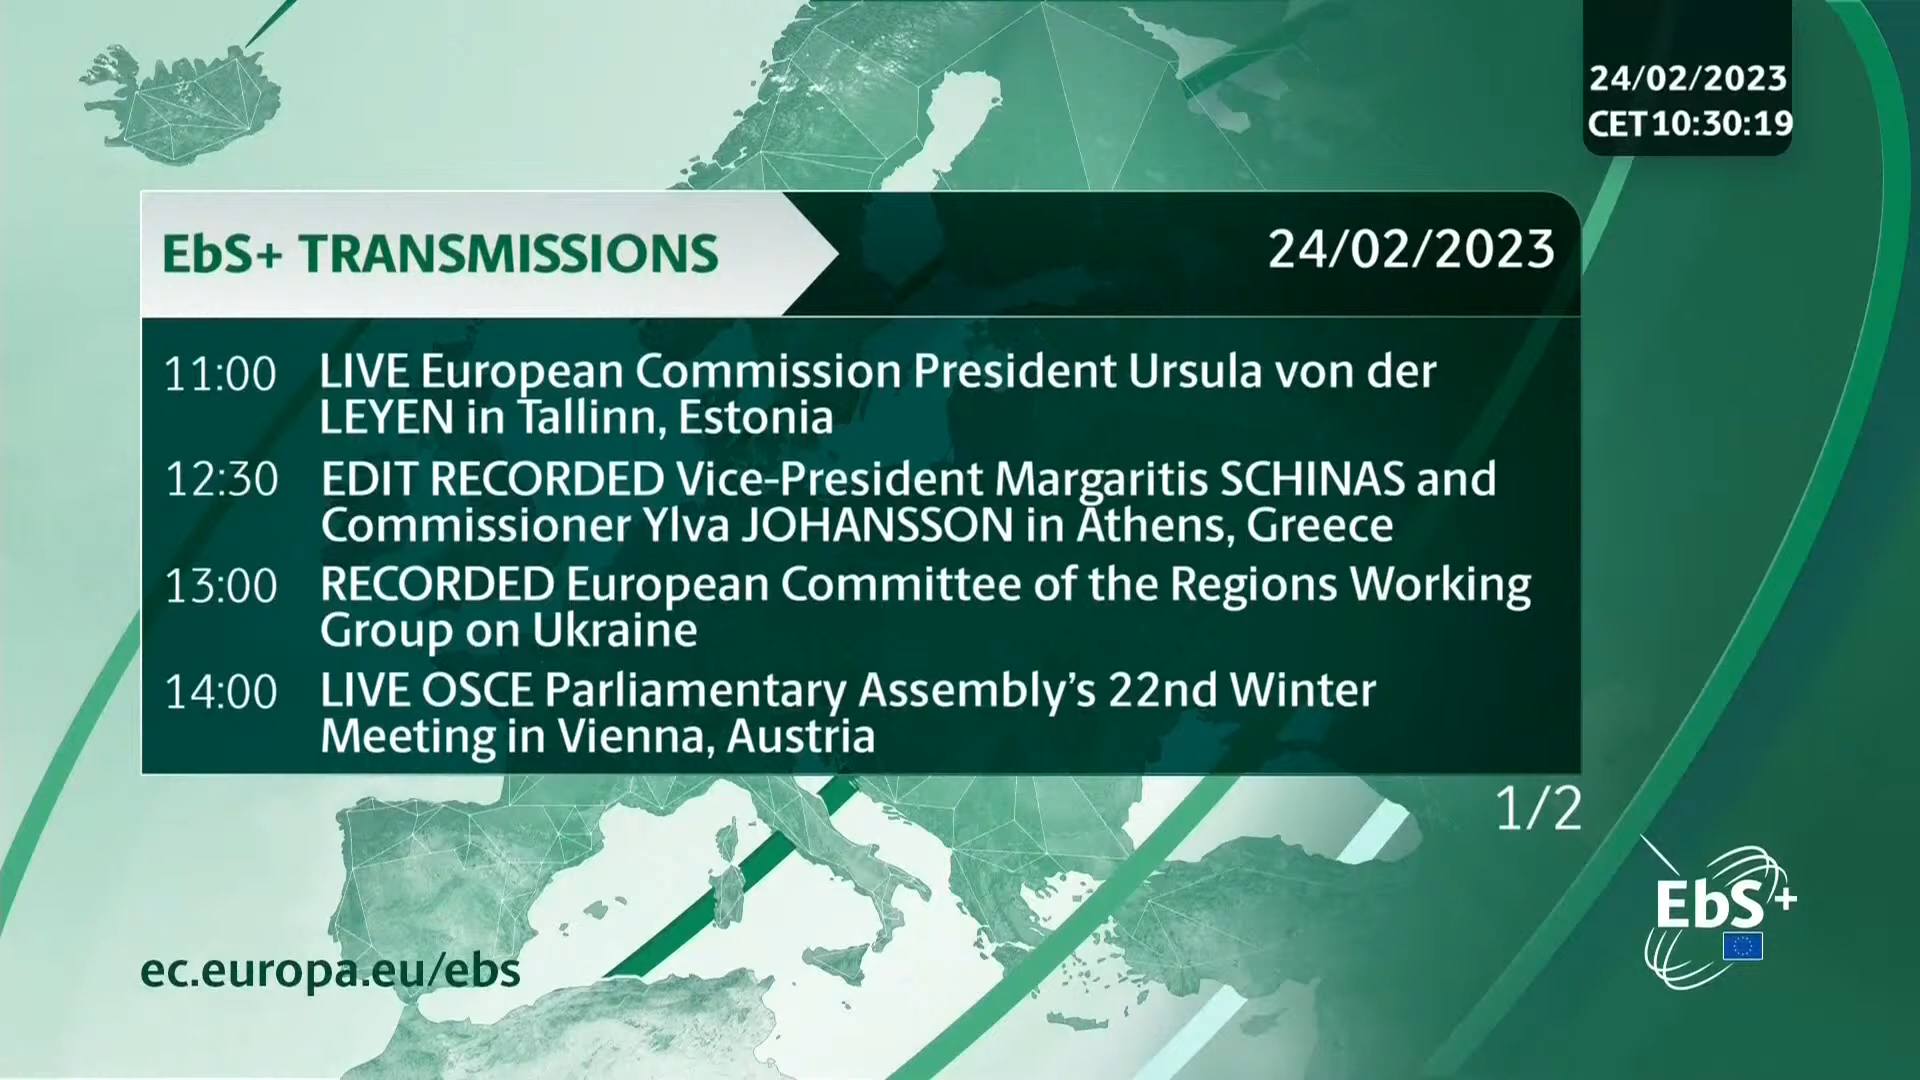 24/02/2023
CET 10:30:19
EbS+ TRANSMISSIONS
24/02/2023
11:00 LIVE European Commission President Ursula von der
LEYEN in Tallinn, Estonia
12:30 EDIT RECORDED Vice-President Margaritis SCHINAS and
Commissioner Ylva JOHANSSON in Athens, Greece
13:00 RECORDED European Committee of the Regions Working
Group on Ukraine
14:00 LIVE OSCE Parliamentary Assembly’s 22nd Winter
Meeting in Vienna, Austria
1/2
EbS+
ec.europa.eu/ebs